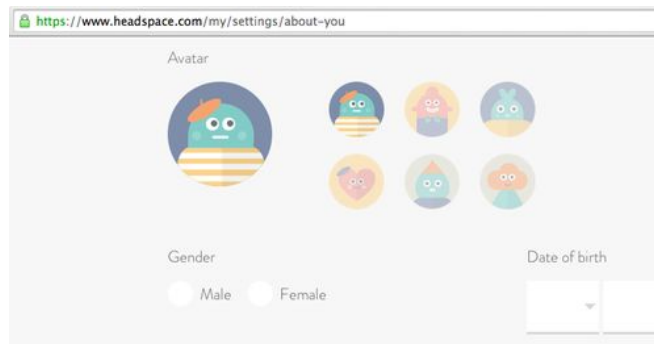 https://www.headspace.com/my/settings/about-you
Avatar
Gender
Date of birth
Male
Female